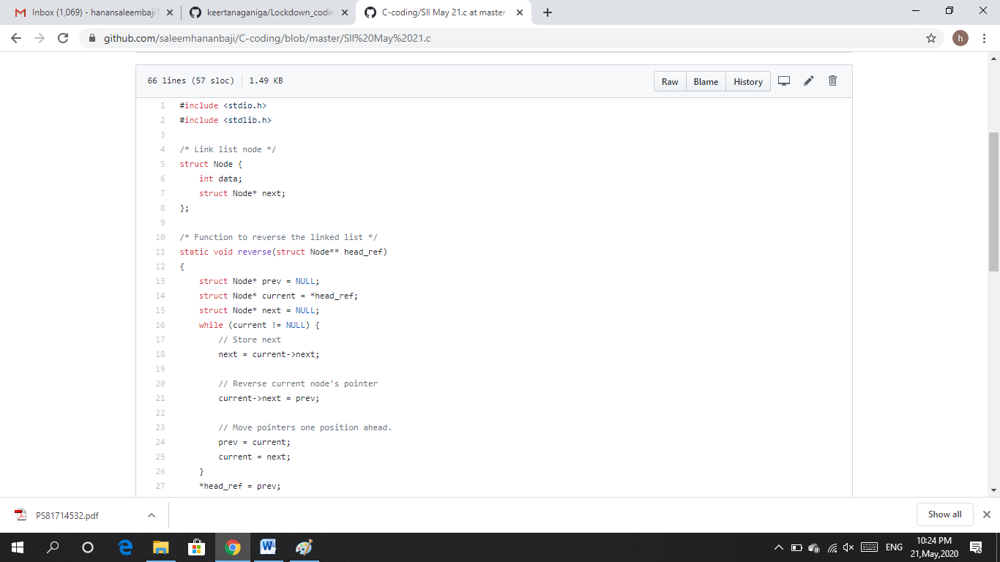 Inbox (1,069) - hanansaleembaji1
keertanaganiga/Lockdown_codin
C-coding/Sll May 21.c at master
github.com/saleemhananbaji/C-coding/blob/master/Sll%20May%2021.c
h
66 lines (57 sloc) 1.49 KB
Raw Blame History
1 #include <stdio.h>
2 #include <stdlib.h>
3
4 /* Link list node */
5 struct Node {
6 int data;
7 struct Node* next;
8 };
9
10 /* Function to reverse the linked list */
11 static void reverse(struct Node** head_ref)
12 {
13 struct Node* prev = NULL;
14 struct Node* current = *head_ref;
15 struct Node* next = NULL;
16 while (current != NULL) {
17 // Store next
18 next = current->next;
19
20 // Reverse current node's pointer
21 current->next = prev;
22
23 // Move pointers one position ahead.
24 prev = current;
25 current = next;
26 }
27 *head_ref = prev;
PS81714532.pdf
Show all
ENG
10:24 PM
21,May,2020